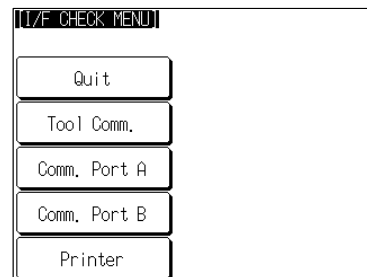 [I/F CHECK MENU]
Quit
Tool Comm.
Comm. Port A
Comm. Port B
Printer